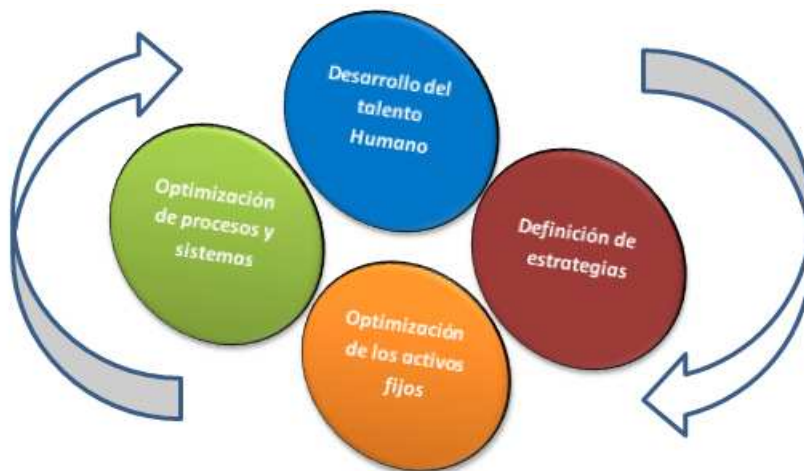 Desarrollo del
talento
Humano
Optimización
de procesos y
sistemas
Definición de
estrategias
Optimización
de los activos
fijos